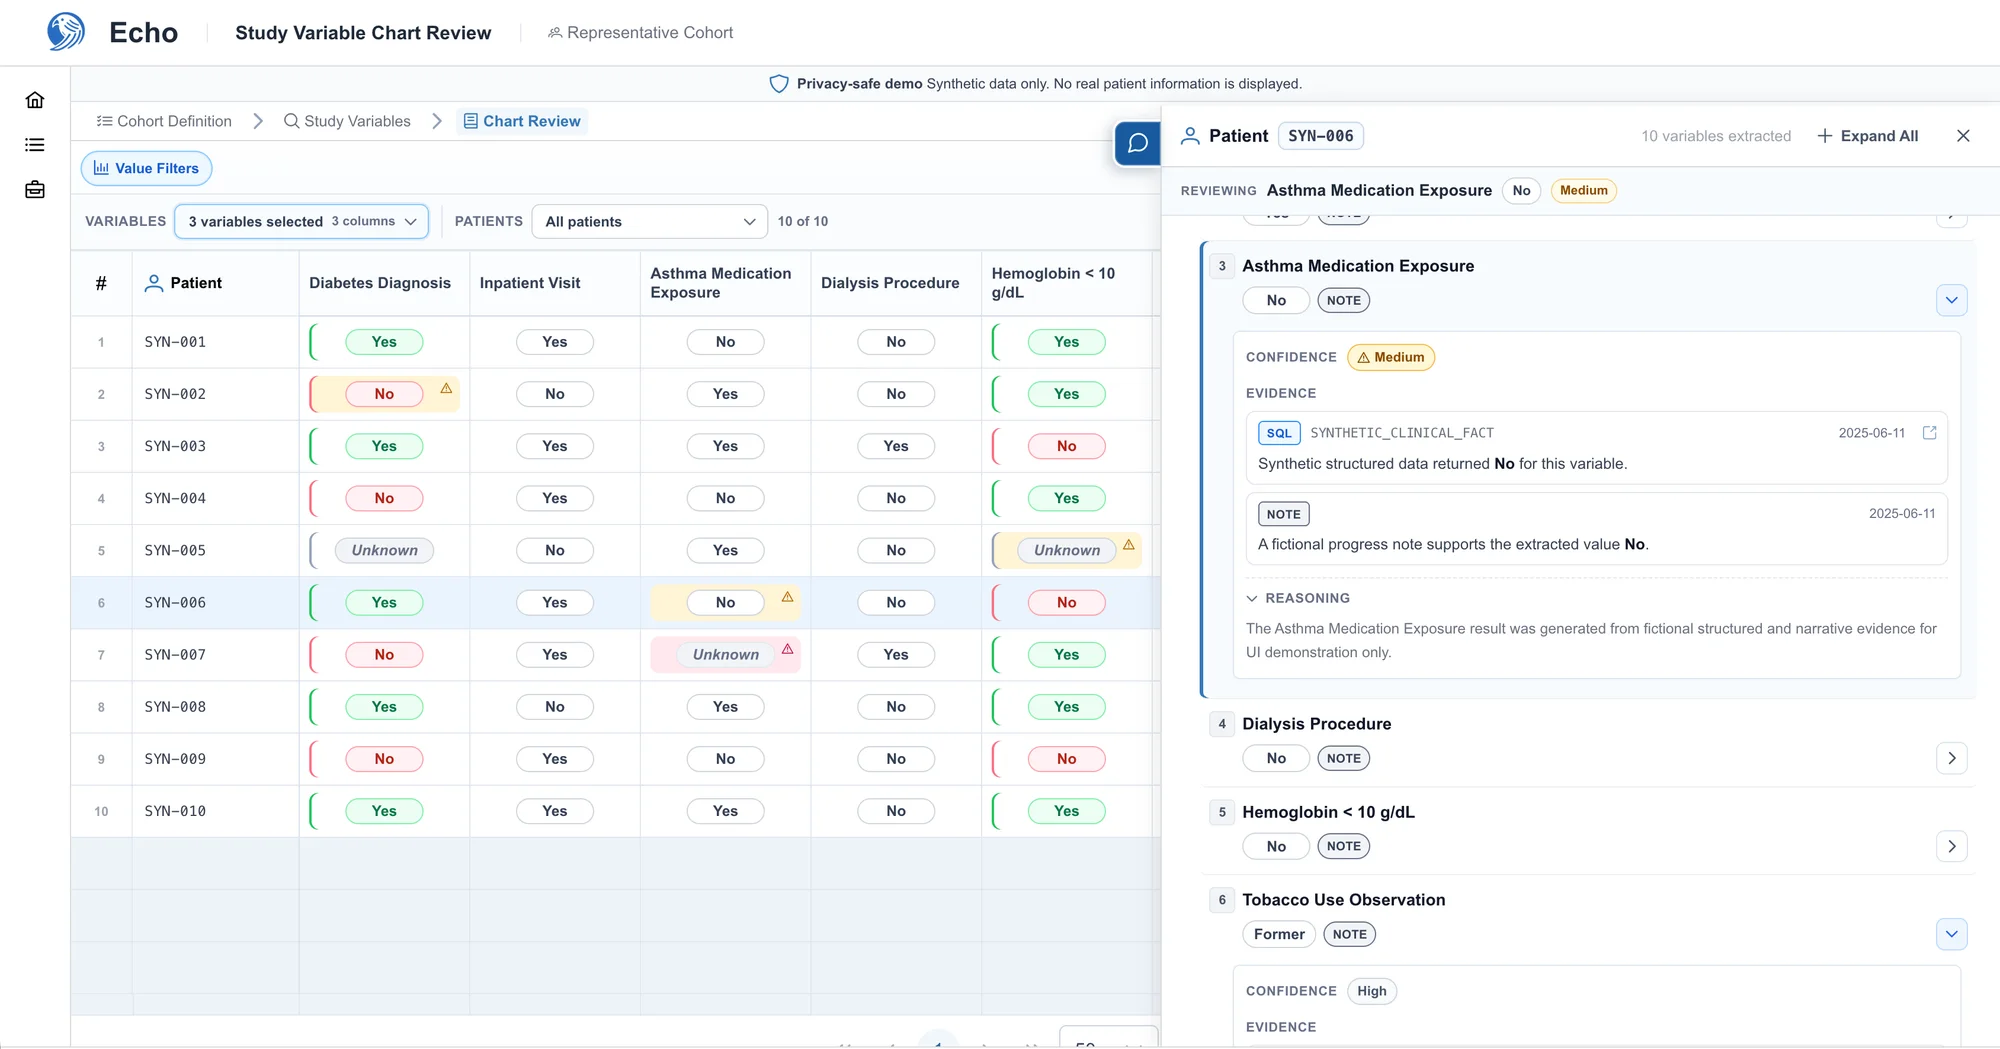 Echo
Study Variable Chart Review
Representative Cohort
Privacy-safe demo Synthetic data only. No real patient information is displayed.
Cohort Definition
Study Variables
Chart Review
Value Filters
VARIABLES
3 variables selected 3 columns
PATIENTS
All patients
10 of 10
# Patient Diabetes Diagnosis Inpatient Visit Asthma Medication Exposure Dialysis Procedure Hemoglobin < 10 g/dL
1 SYN-001 Yes Yes No No Yes
2 SYN-002 No No Yes No Yes
3 SYN-003 Yes Yes Yes Yes No
4 SYN-004 No Yes No No Yes
5 SYN-005 Unknown No Yes No Unknown
6 SYN-006 Yes Yes No No No
7 SYN-007 No Yes Unknown Yes Yes
8 SYN-008 Yes No Yes No Yes
9 SYN-009 No Yes No No No
10 SYN-010 Yes Yes Yes No Yes
Patient SYN-006
10 variables extracted
Expand All
REVIEWING Asthma Medication Exposure No Medium
3 Asthma Medication Exposure
No NOTE
CONFIDENCE Medium
EVIDENCE
SQL SYNTHETIC_CLINICAL_FACT 2025-06-11
Synthetic structured data returned No for this variable.
NOTE 2025-06-11
A fictional progress note supports the extracted value No.
REASONING
The Asthma Medication Exposure result was generated from fictional structured and narrative evidence for
UI demonstration only.
4 Dialysis Procedure
No NOTE
5 Hemoglobin < 10 g/dL
No NOTE
6 Tobacco Use Observation
Former NOTE
CONFIDENCE High
EVIDENCE